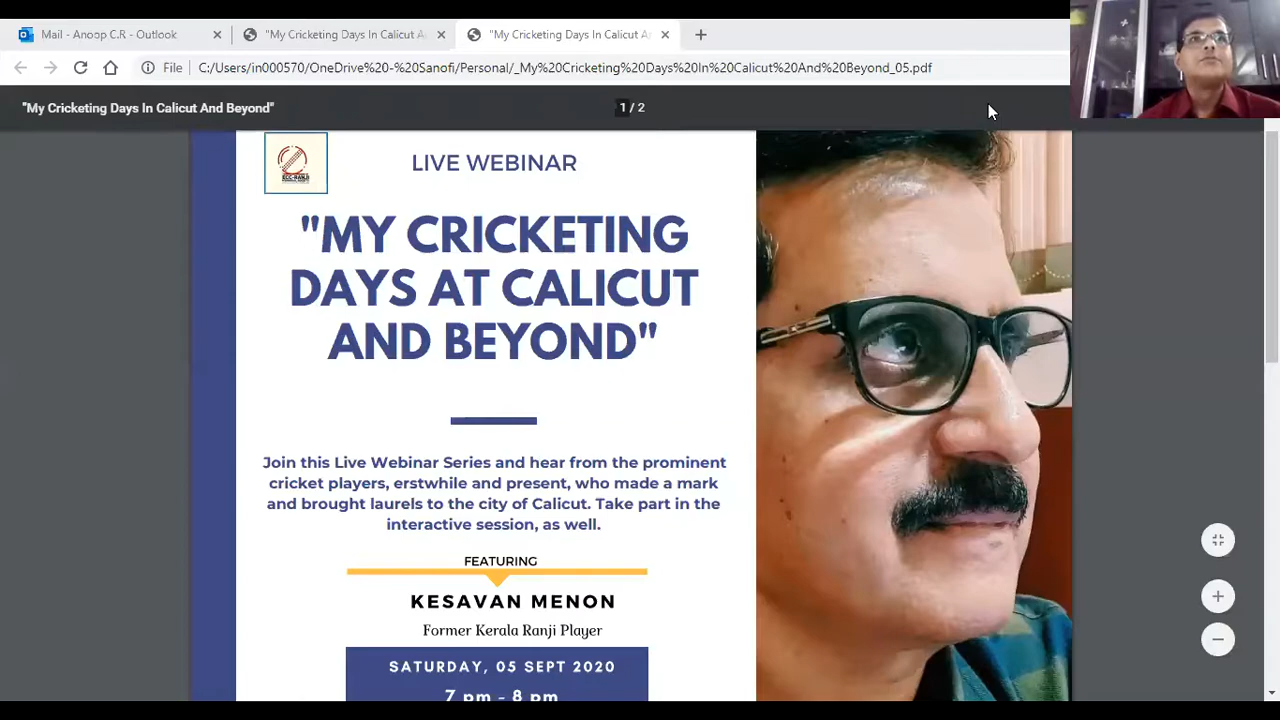 Mail - Anoop C.R - Outlook
"My Cricketing Days In Calicut A
"My Cricketing Days In Calicut A
File
C:/Users/in000570/OneDrive%20-%20Sanofi/Personal/_My%20Cricketing%20Days%20In%20Calicut%20And%20Beyond_05.pdf
"My Cricketing Days In Calicut And Beyond"
1 / 2
LIVE WEBINAR
"MY CRICKETING
DAYS AT CALICUT
AND BEYOND"
Join this Live Webinar Series and hear from the prominent
cricket players, erstwhile and present, who made a mark
and brought laurels to the city of Calicut. Take part in the
interactive session, as well.
FEATURING
KESAVAN MENON
Former Kerala Ranji Player
SATURDAY, 05 SEPT 2020
7 pm - 8 pm